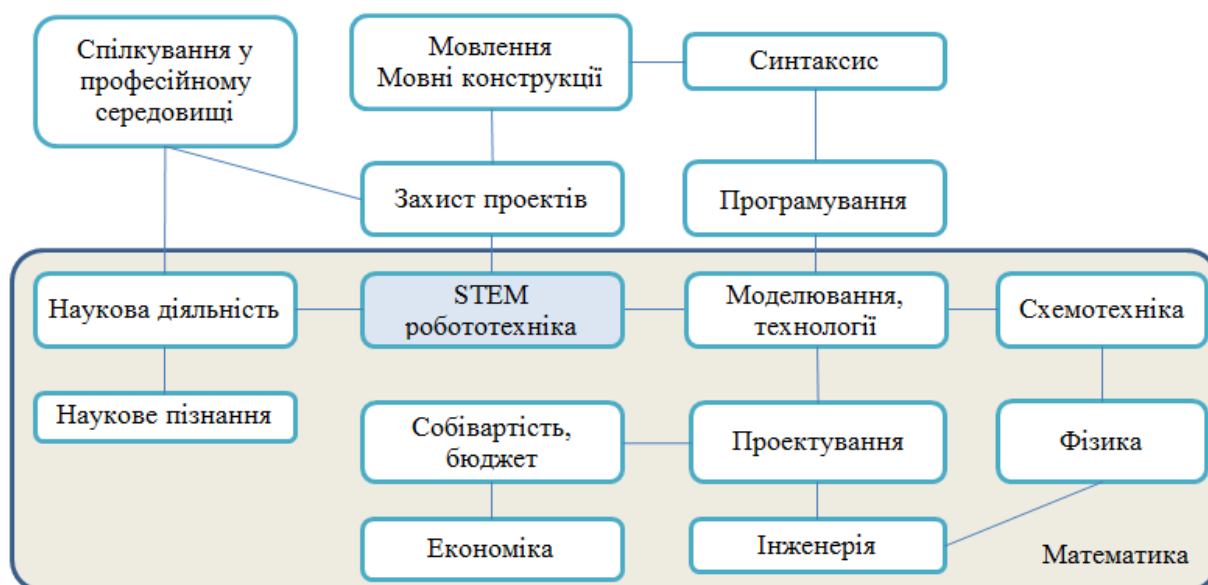 Спілкування у
професійному
середовищі
Мовлення
Мовні конструкції
Синтаксис
Захист проектів
Програмування
Наукова діяльність
STEM
робототехніка
Моделювання,
технології
Схемотехніка
Наукове пізнання
Собівартість,
бюджет
Проектування
Фізика
Економіка
Інженерія
Математика